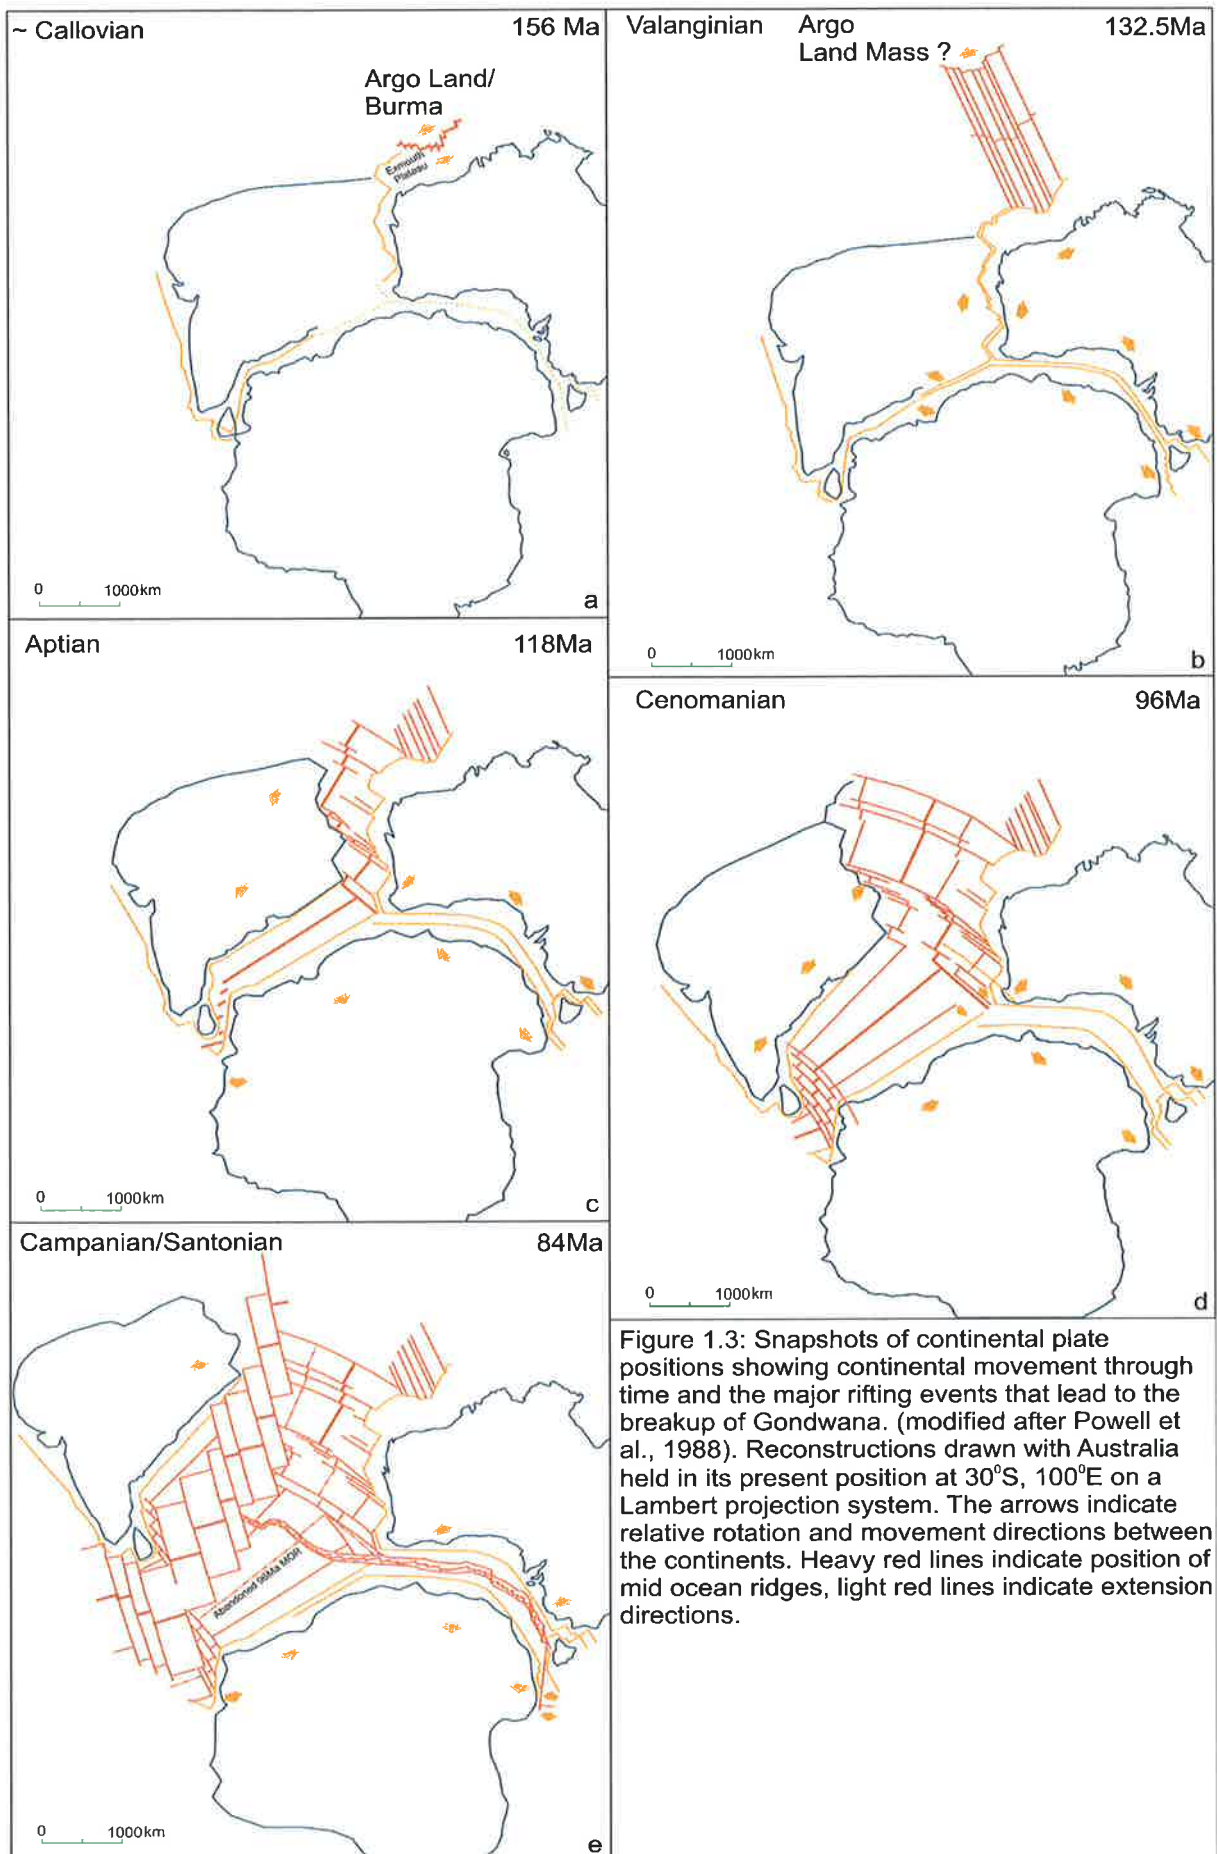 ~ Callovian
156 Ma
Argo Land/
Burma
Exmouth
Plateau
0
1000km
a
Valanginian
Argo
Land Mass ?
132.5Ma
0
1000km
b
Aptian
118Ma
0
1000km
c
Cenomanian
96Ma
0
1000km
d
Campanian/Santonian
84Ma
Abandoned 96Ma MOR
0
1000km
e
Figure 1.3: Snapshots of continental plate
positions showing continental movement through
time and the major rifting events that lead to the
breakup of Gondwana. (modified after Powell et
al., 1988). Reconstructions drawn with Australia
held in its present position at 30⁰S, 100⁰E on a
Lambert projection system. The arrows indicate
relative rotation and movement directions between
the continents. Heavy red lines indicate position of
mid ocean ridges, light red lines indicate extension
directions.